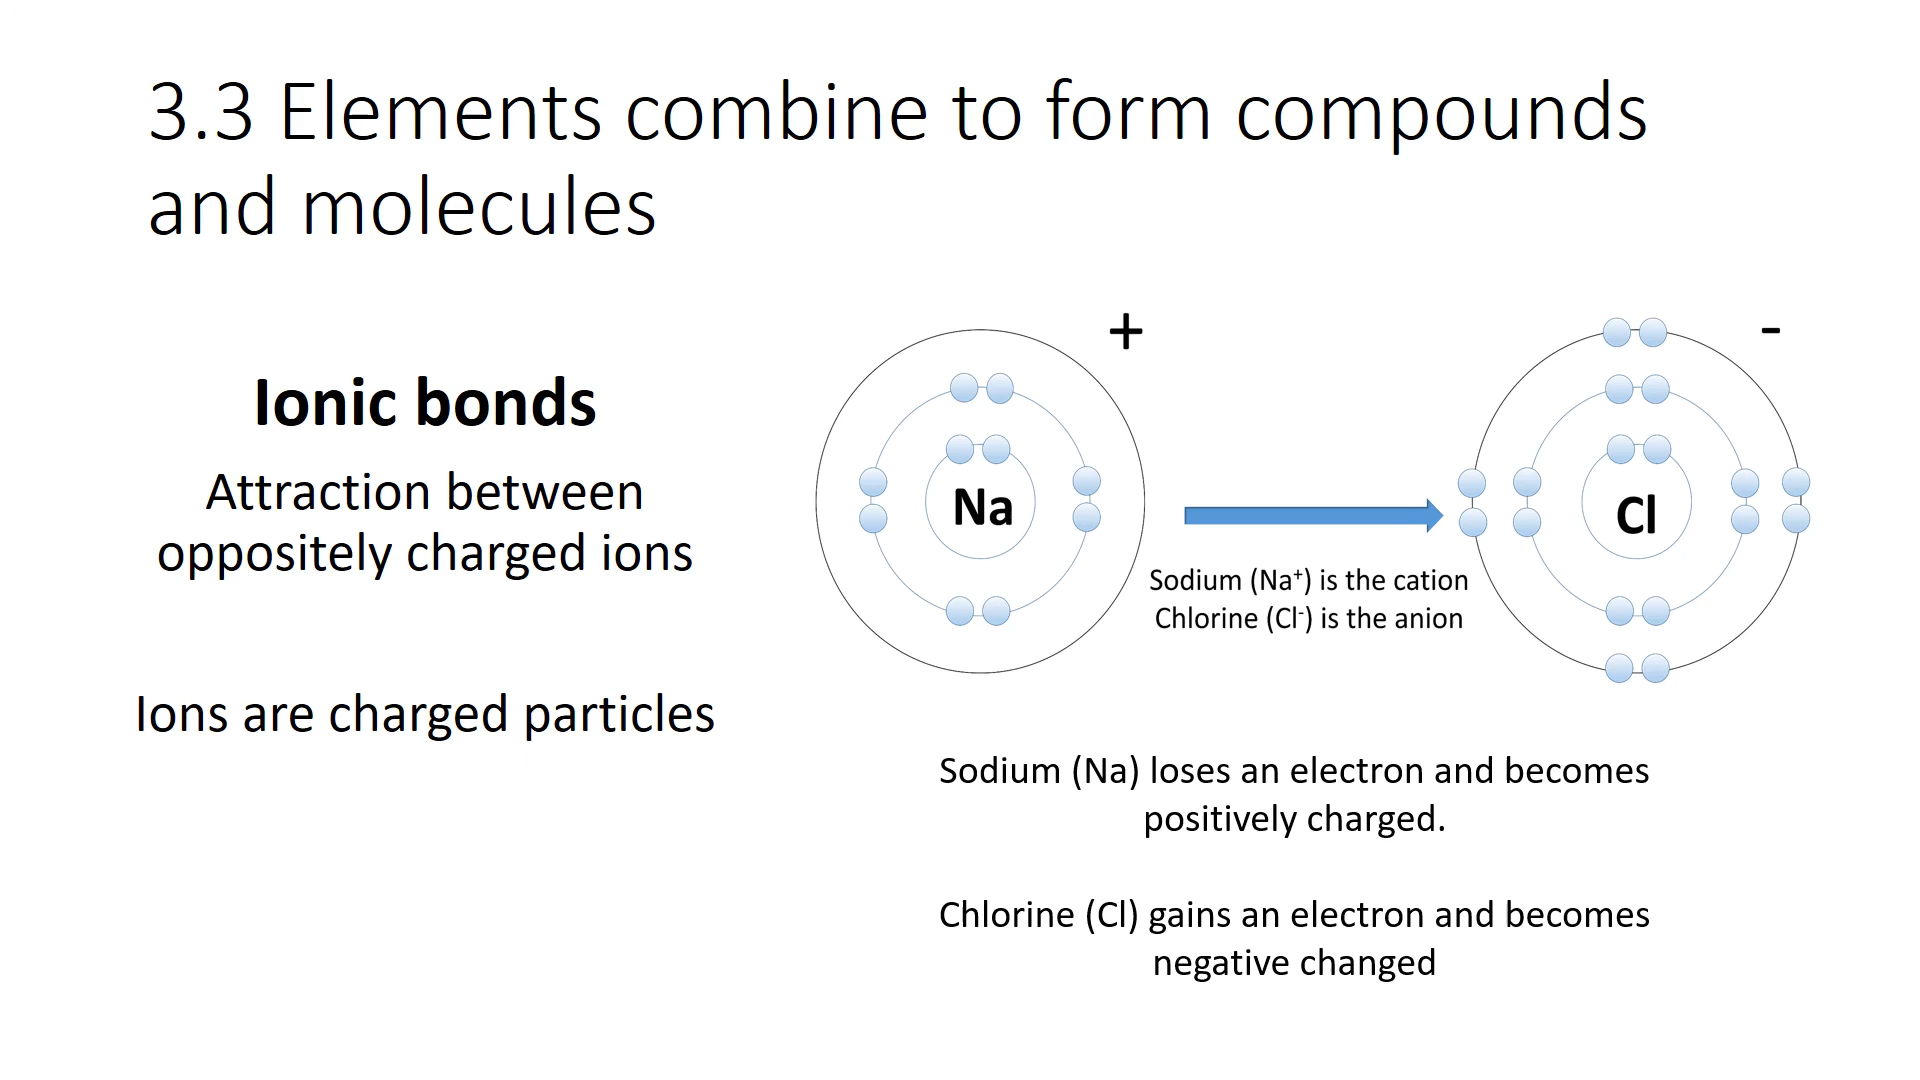 3.3 Elements combine to form compounds
and molecules
Ionic bonds
Attraction between
oppositely charged ions
Ions are charged particles
+
-
Na
Cl
Sodium (Na⁺) is the cation
Chlorine (Cl⁻) is the anion
Sodium (Na) loses an electron and becomes
positively charged.
Chlorine (Cl) gains an electron and becomes
negative changed